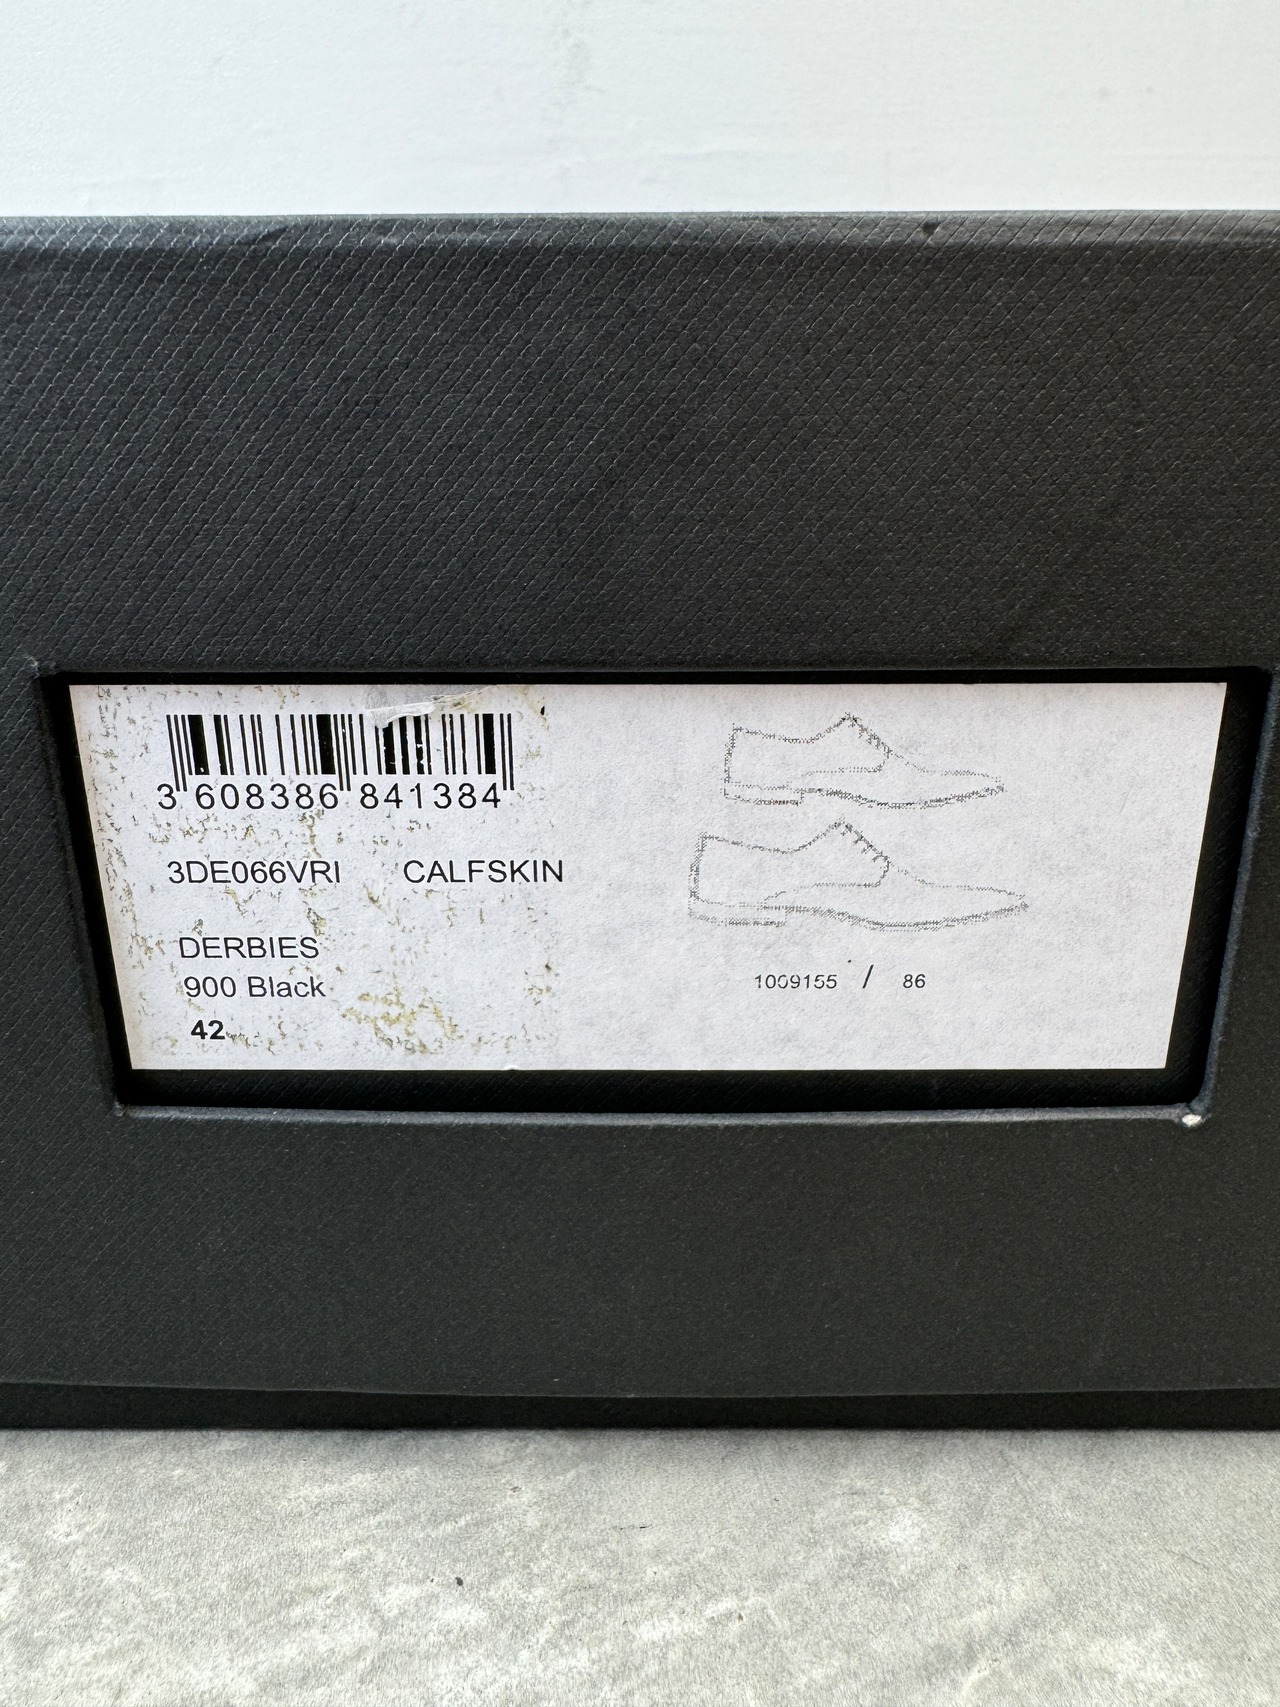 3 608386 841384
3DE066VRI CALFSKIN
DERBIES
900 Black
42
1009155 / 86